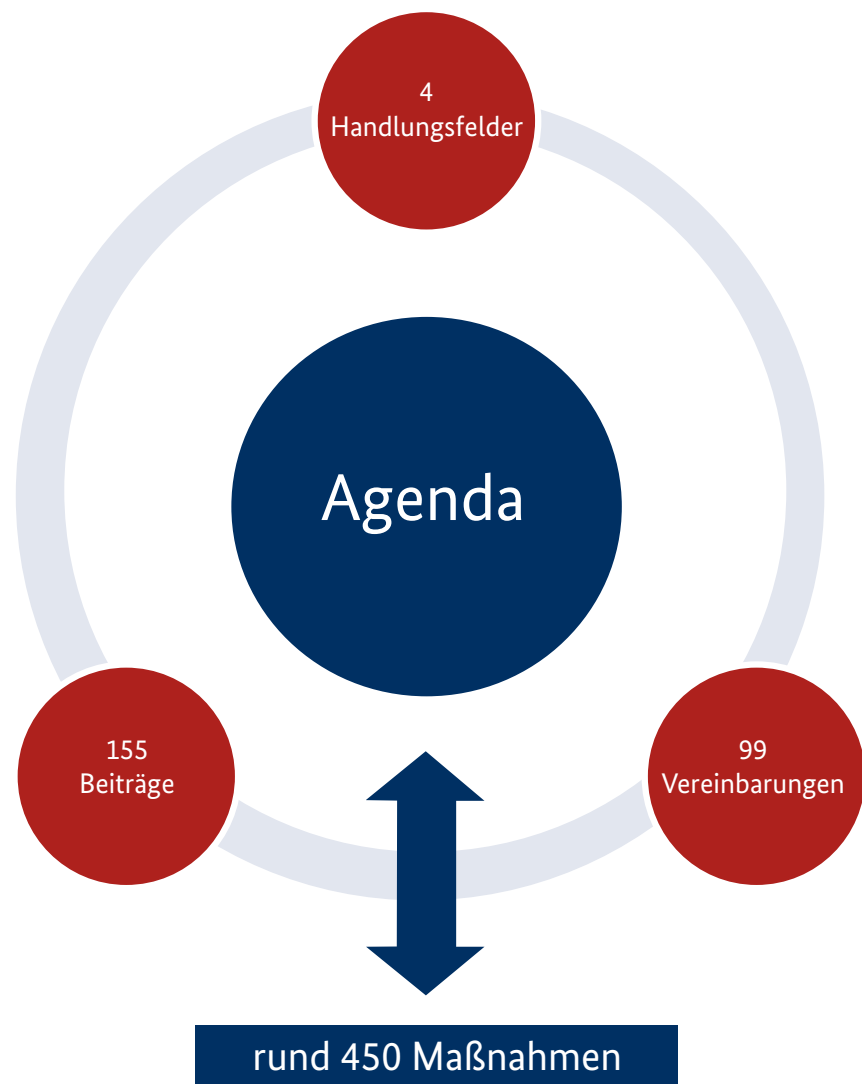 4
Handlungsfelder
Agenda
155
Beiträge
99
Vereinbarungen
rund 450 Maßnahmen